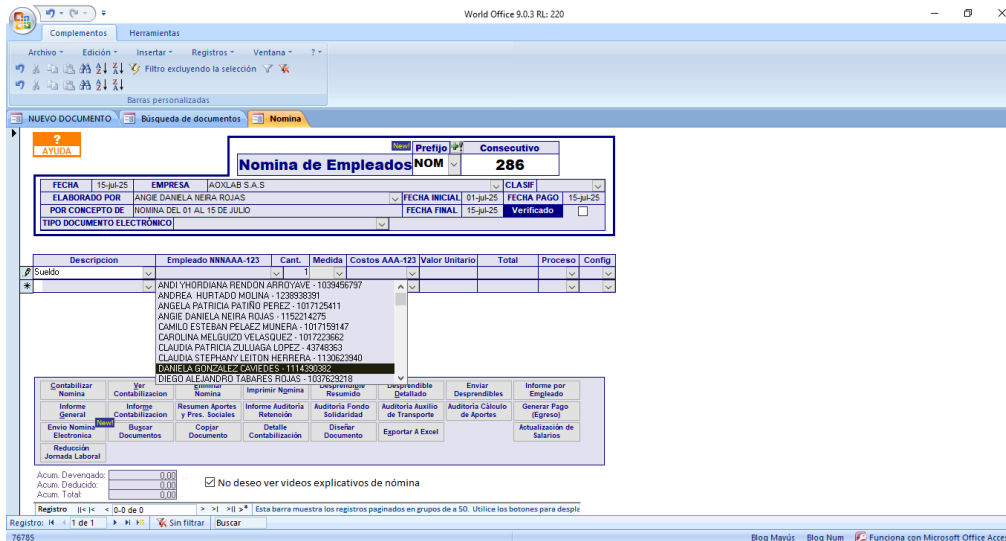 World Office 9.0.3 RL: 220
Complementos Herramientas
Archivo Edición Insertar Registros Ventana ?
Filtro excluyendo la selección
Barras personalizadas
NUEVO DOCUMENTO Búsqueda de documentos Nomina
?
AYUDA
New! Prefijo Consecutivo
Nomina de Empleados NOM 286
FECHA 15-jul-25 EMPRESA AOXLAB S.A.S CLASIF
ELABORADO POR ANGIE DANIELA NEIRA ROJAS FECHA INICIAL 01-jul-25 FECHA PAGO 15-jul-25
POR CONCEPTO DE NOMINA DEL 01 AL 15 DE JULIO FECHA FINAL 15-jul-25 Verificado
TIPO DOCUMENTO ELECTRÓNICO
Descripcion Empleado NNNAAA-123 Cant. Medida Costos AAA-123 Valor Unitario Total Proceso Config
Sueldo 1
ANDI YHORDIANA RENDON ARROYAVE - 1039456797
ANDREA HURTADO MOLINA - 1238938391
ANGELA PATRICIA PATIÑO PEREZ - 1017125411
ANGIE DANIELA NEIRA ROJAS - 1152214275
CAMILO ESTEBAN PELAEZ MUNERA - 1017159147
CAROLINA MELGUIZO VELASQUEZ - 1017223662
CLAUDIA PATRICIA ZULUAGA LOPEZ - 43748363
CLAUDIA STEPHANY LEITON HERRERA - 1130623940
DANIELA GONZALEZ CAVIEDES - 1114390382
DIEGO ALEJANDRO TABARES ROJAS - 1037629218
Contabilizar Nomina Ver Contabilizacion Eliminar Nomina Imprimir Nomina Desprendible Resumido Desprendible Detallado Enviar Desprendibles Informe por Empleado
Informe General Informe Contabilizacion Resumen Aportes y Pres. Sociales Informe Auditoria Retención Auditoria Fondo Solidaridad Auditoria Auxilio de Transporte Auditoria Cálculo de Aportes Generar Pago (Egreso)
Envio Nomina Electronica New! Buscar Documentos Copiar Documento Detalle Contabilización Diseñar Documento Exportar A Excel Actualización de Salarios
Reducción Jornada Laboral
Acum. Devengado: 0,00
Acum. Deducido: 0,00
Acum. Total: 0,00
No deseo ver videos explicativos de nómina
Registro ||< |< < 0-0 de 0 > >| >|| >* Esta barra muestra los registros paginados en grupos de a 50. Utilice los botones para despla
Registro: 1 de 1 Sin filtrar Buscar
76785 Bloq Mayús Bloq Num Funciona con Microsoft Office Acce